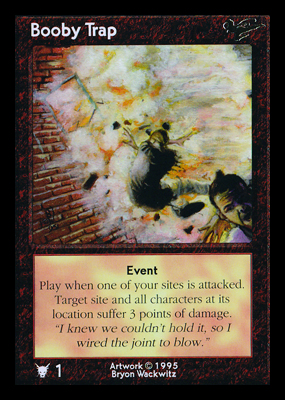 Booby Trap
Event
Play when one of your sites is attacked.
Target site and all characters at its
location suffer 3 points of damage.
"I knew we couldn't hold it, so I
wired the joint to blow."
1
Artwork © 1995
Bryon Wackwitz